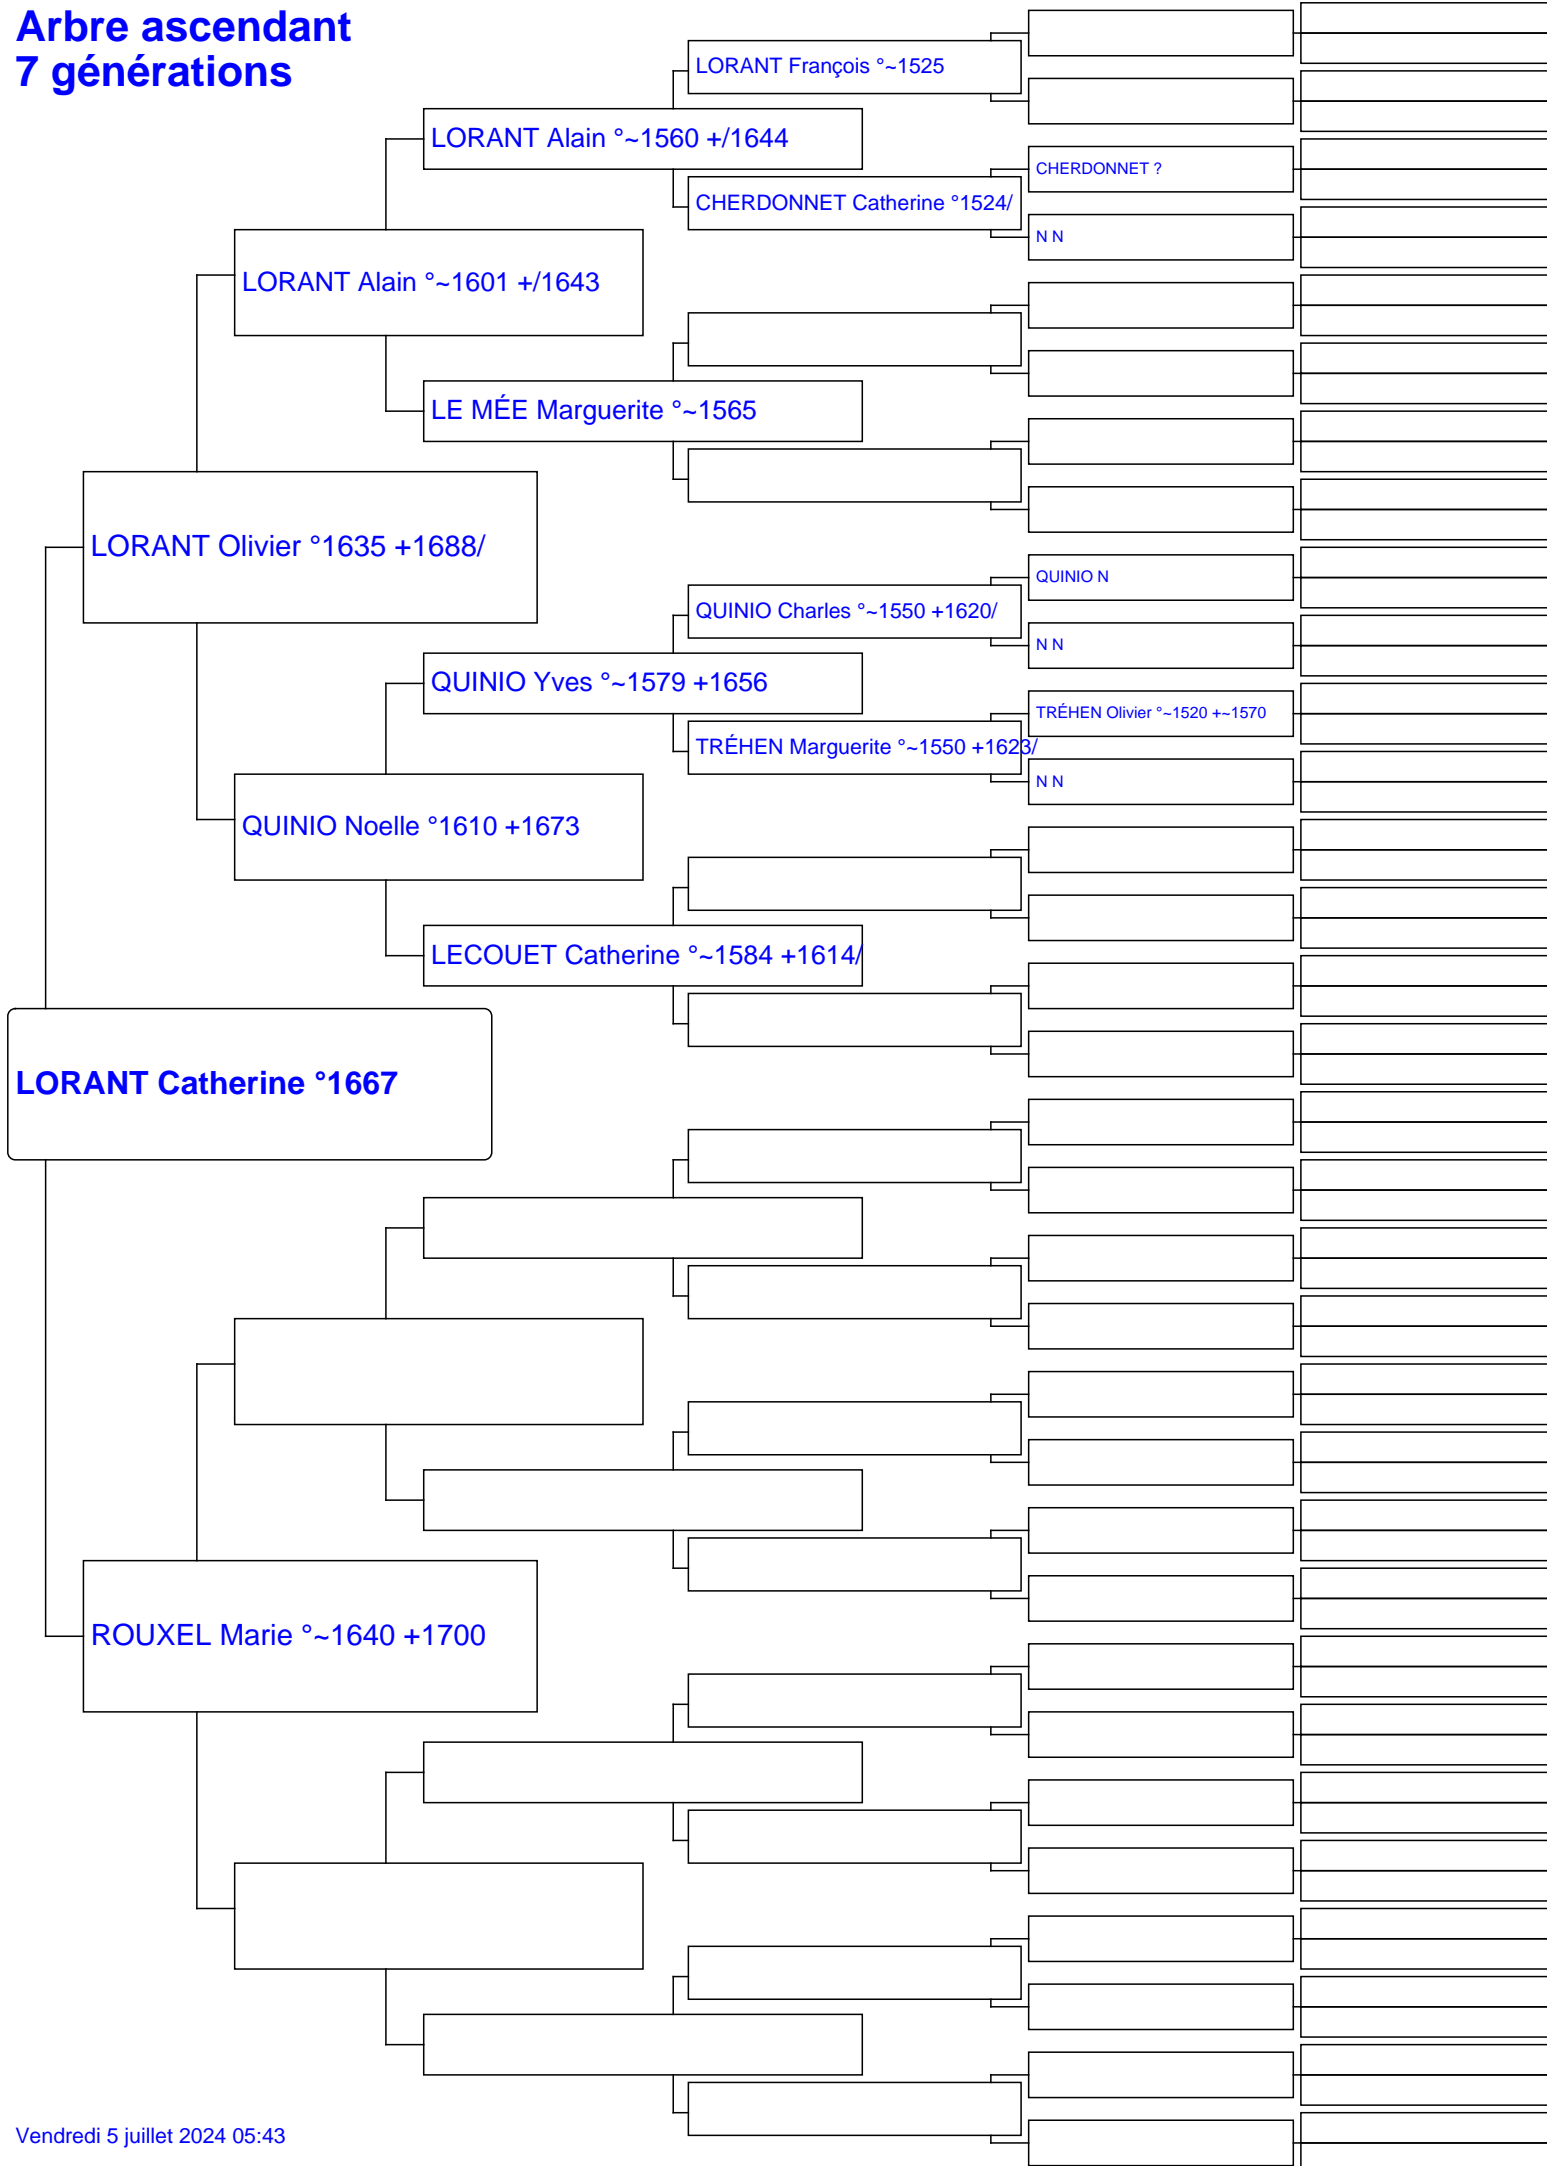 Arbre ascendant
7 générations
LORANT François °~1525
LORANT Alain °~1560 +/1644
CHERDONNET ?
CHERDONNET Catherine °1524/
N N
LORANT Alain °~1601 +/1643
LE MÉE Marguerite °~1565
LORANT Olivier °1635 +1688/
QUINIO N
QUINIO Charles °~1550 +1620/
N N
QUINIO Yves °~1579 +1656
TRÉHEN Olivier °~1520 +~1570
TRÉHEN Marguerite °~1550 +1623/
N N
QUINIO Noelle °1610 +1673
LECOUET Catherine °~1584 +1614/
LORANT Catherine °1667
ROUXEL Marie °~1640 +1700
Vendredi 5 juillet 2024 05:43